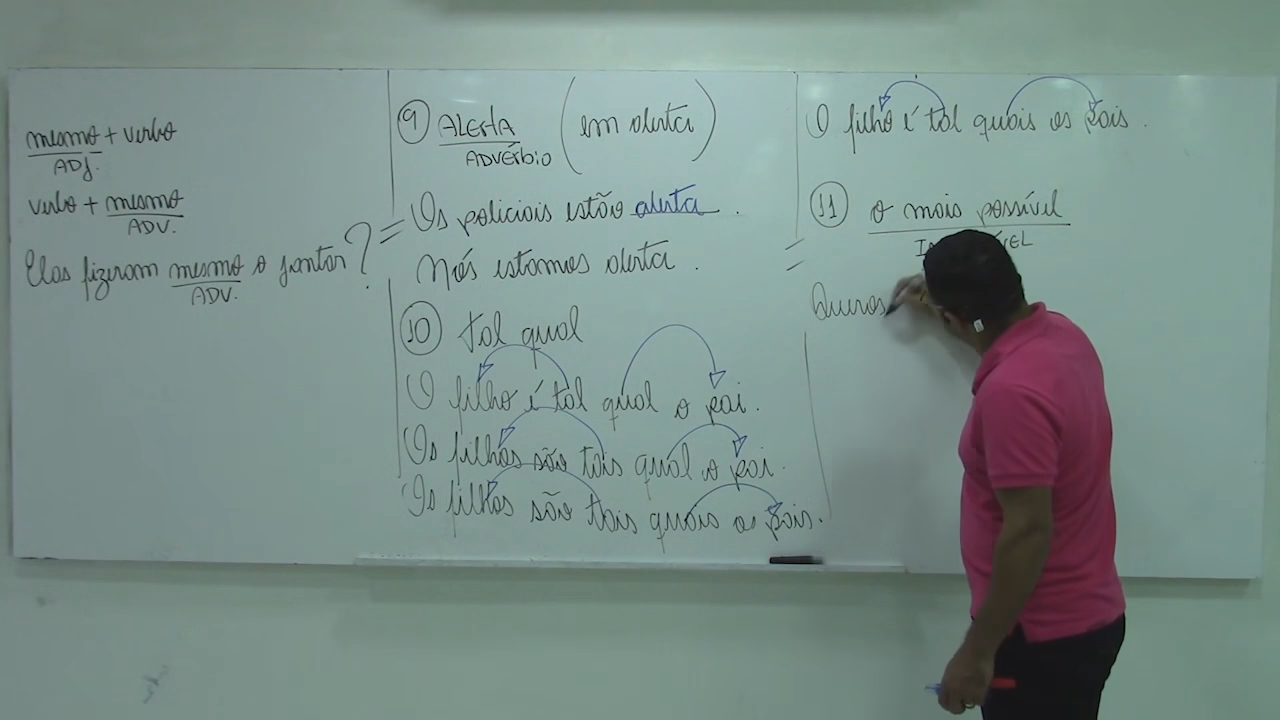 mesmo + verbo
ADJ.
verbo + mesmo
ADV.
Elas fizeram mesmo o jantar?
ADV.
9 ALERTA (em alerta)
ADVÉRBIO
= Os policiais estão alerta.
Nós estamos alerta.
10 tal qual
O filho é tal qual o pai.
Os filhos são tais qual o pai.
Os filhos são tais quais os pais.
O filho é tal quais os pais.
11 o mais possível
=